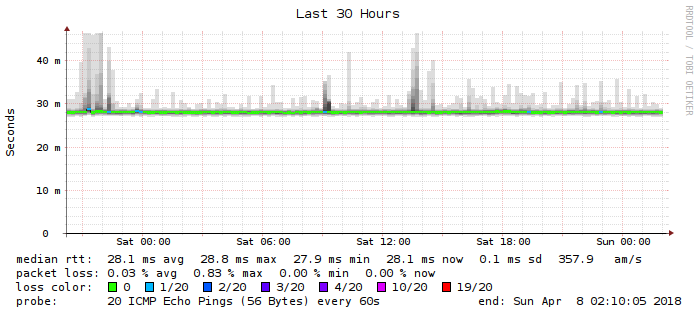 Last 30 Hours
RRDTOOL / TOBI OETIKER
Seconds
40 m
30 m
20 m
10 m
0
Sat 00:00 Sat 06:00 Sat 12:00 Sat 18:00 Sun 00:00
median rtt: 28.1 ms avg 28.8 ms max 27.9 ms min 28.1 ms now 0.1 ms sd 357.9 am/s
packet loss: 0.03 % avg 0.83 % max 0.00 % min 0.00 % now
loss color: 0 1/20 2/20 3/20 4/20 10/20 19/20
probe: 20 ICMP Echo Pings (56 Bytes) every 60s end: Sun Apr 8 02:10:05 2018